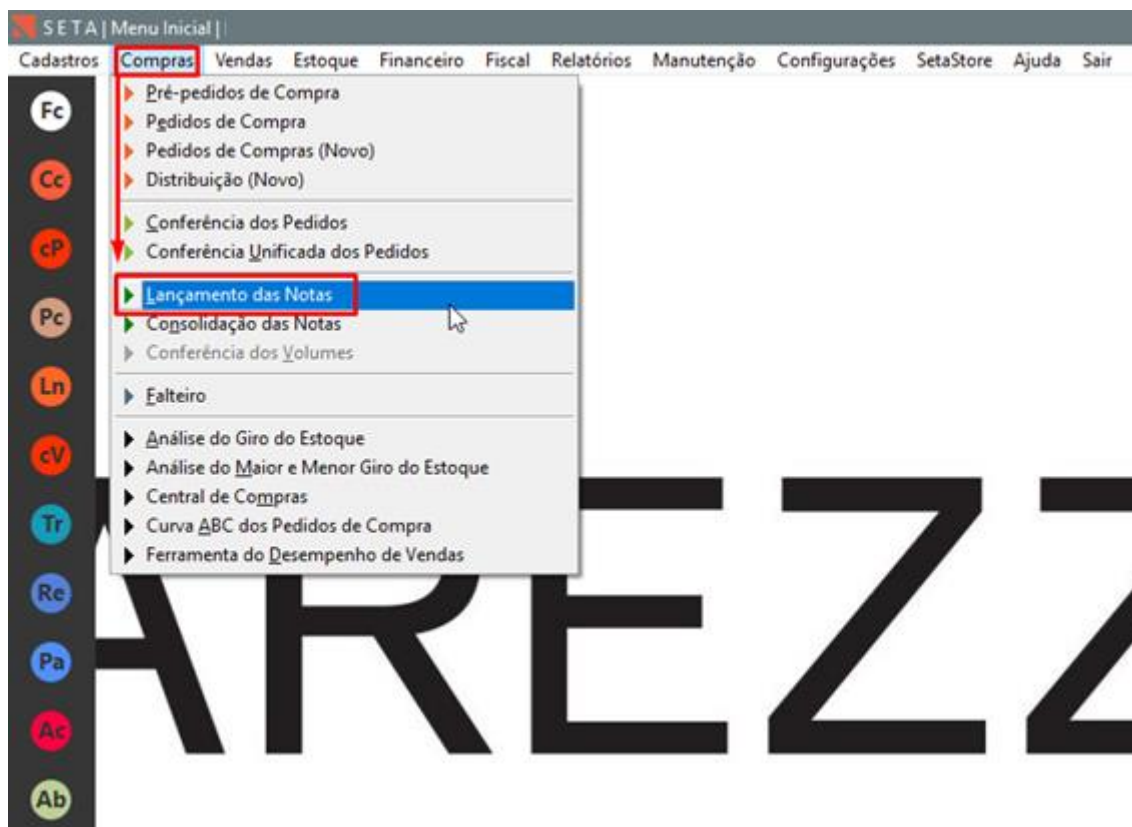 SETA | Menu Inicial |
Cadastros Compras Vendas Estoque Financeiro Fiscal Relatórios Manutenção Configurações SetaStore Ajuda Sair
Pré-pedidos de Compra
Pedidos de Compra
Pedidos de Compras (Novo)
Distribuição (Novo)
Conferência dos Pedidos
Conferência Unificada dos Pedidos
Lançamento das Notas
Consolidação das Notas
Conferência dos Volumes
Falteiro
Análise do Giro do Estoque
Análise do Maior e Menor Giro do Estoque
Central de Compras
Curva ABC dos Pedidos de Compra
Ferramenta do Desempenho de Vendas
Fc
Cc
cP
Pc
Ln
cV
Tr
Re
Pa
Ac
Ab
AREZZ